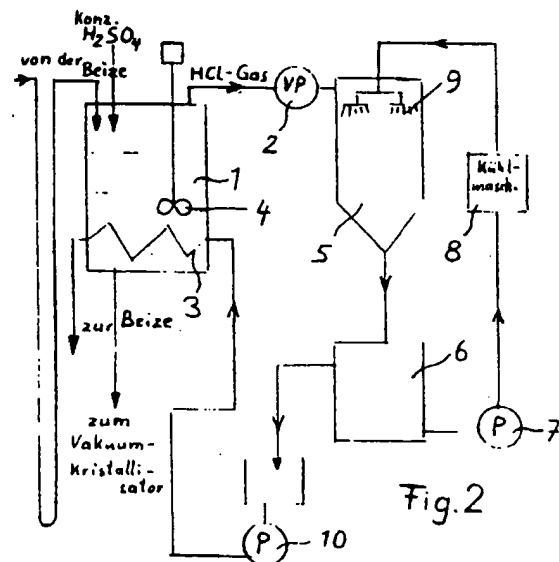 Konz.
H₂SO₄
von der Beize
HCl-Gas
VP
2
9
1
4
Kühl-
masch.
8
5
3
zur Beize
6
zum
Vakuum-
Kristalli-
sator
P
7
Fig.2
P
10